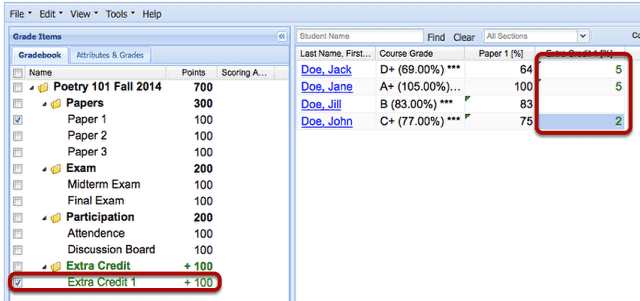 File Edit View Tools Help
Grade Items
Gradebook Attributes & Grades
Name Points Scoring A...
Poetry 101 Fall 2014 700
Papers 300
Paper 1 100
Paper 2 100
Paper 3 100
Exam 200
Midterm Exam 100
Final Exam 100
Participation 200
Attendence 100
Discussion Board 100
Extra Credit + 100
Extra Credit 1 + 100
Student Name Find Clear All Sections Co
Last Name, First... Course Grade Paper 1 [%] Extra Credit 1 [%]
Doe, Jack D+ (69.00%) *** 64 5
Doe, Jane A+ (105.00%)... 100 5
Doe, Jill B (83.00%) *** 83
Doe, John C+ (77.00%) *** 75 2